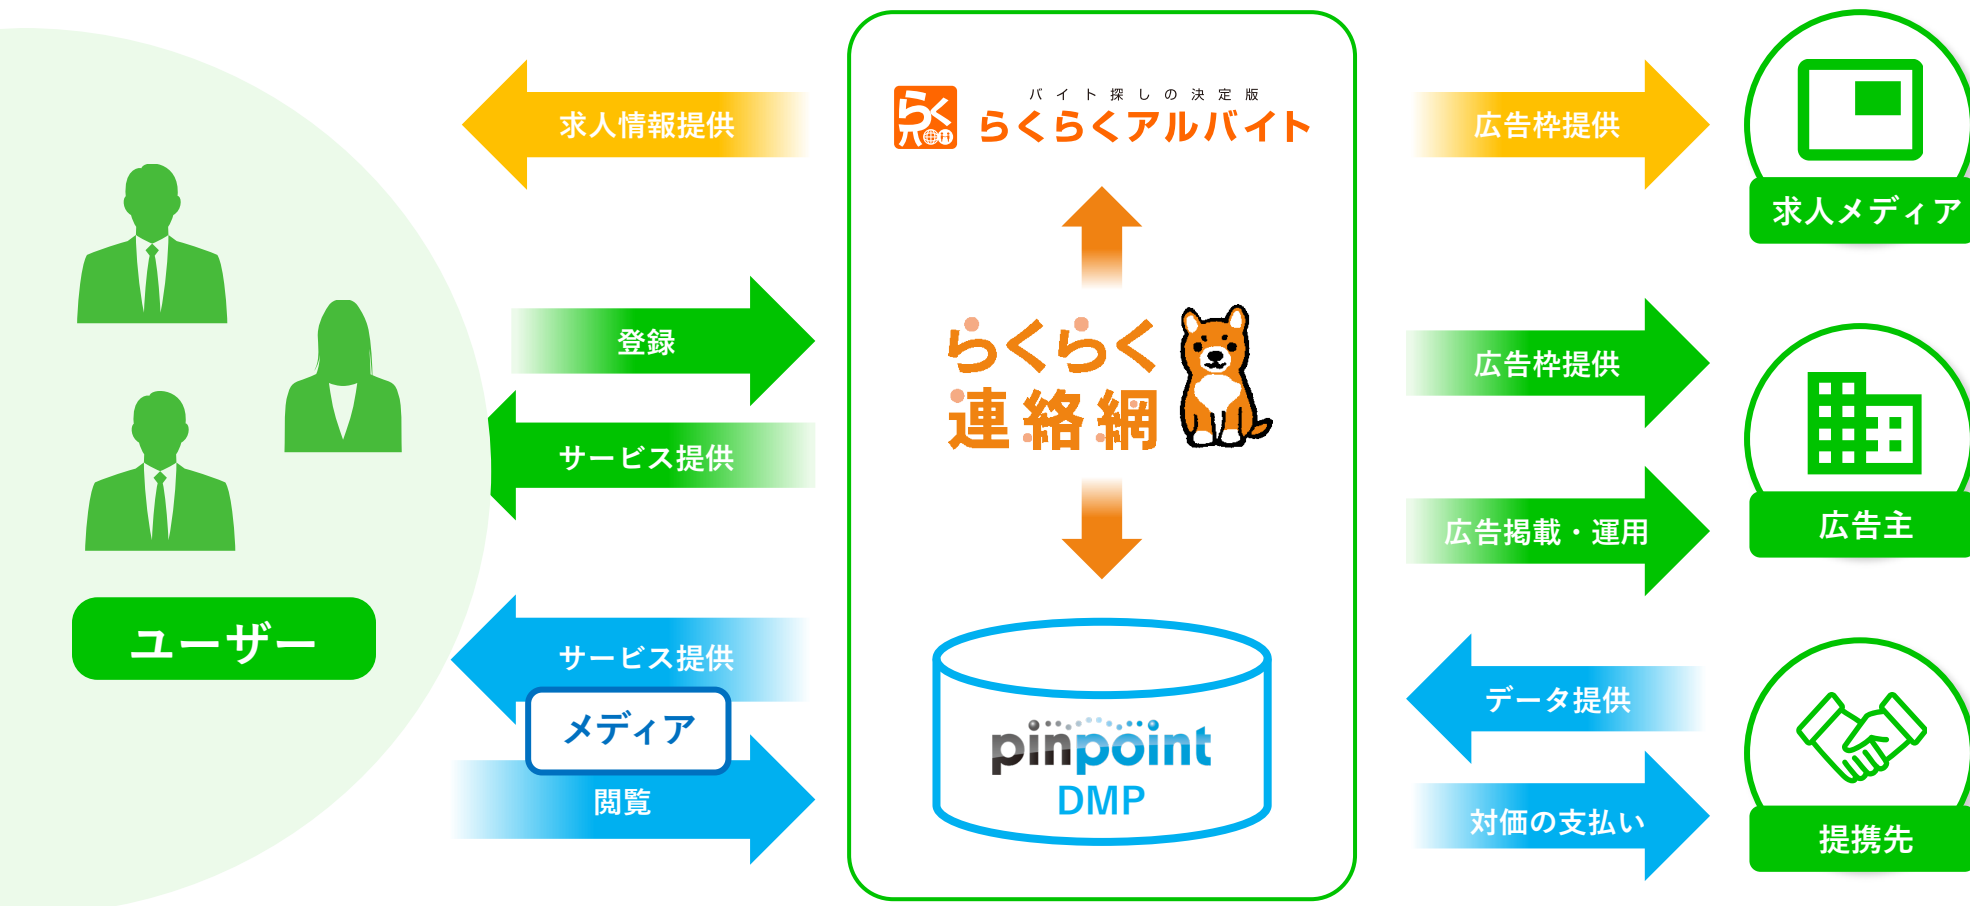 ユーザー
求人情報提供
登録
サービス提供
サービス提供
メディア
閲覧
らく
バイト探しの決定版
らくらくアルバイト
らくらく
連絡網
pinpoint
DMP
広告枠提供
求人メディア
広告枠提供
広告掲載・運用
広告主
データ提供
対価の支払い
提携先